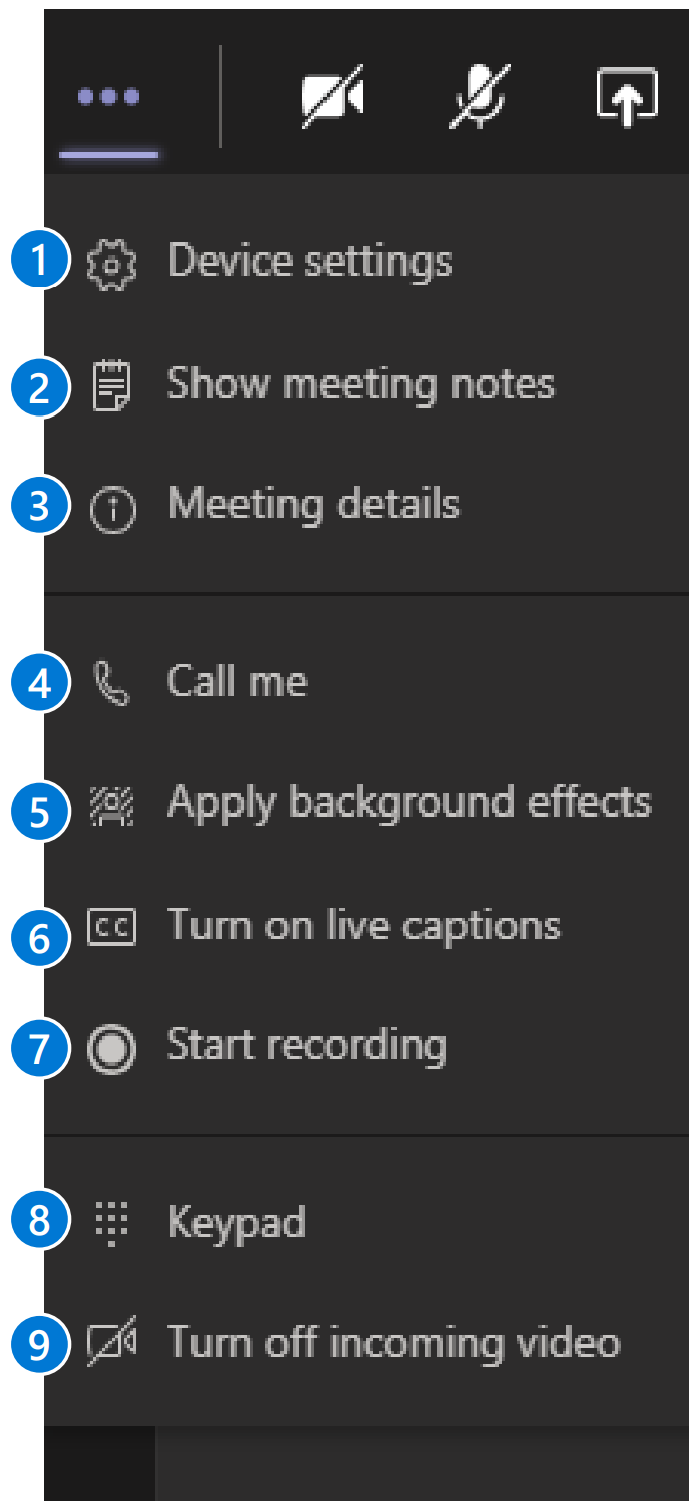 1 Device settings
2 Show meeting notes
3 Meeting details
4 Call me
5 Apply background effects
6 CC Turn on live captions
7 Start recording
8 Keypad
9 Turn off incoming video